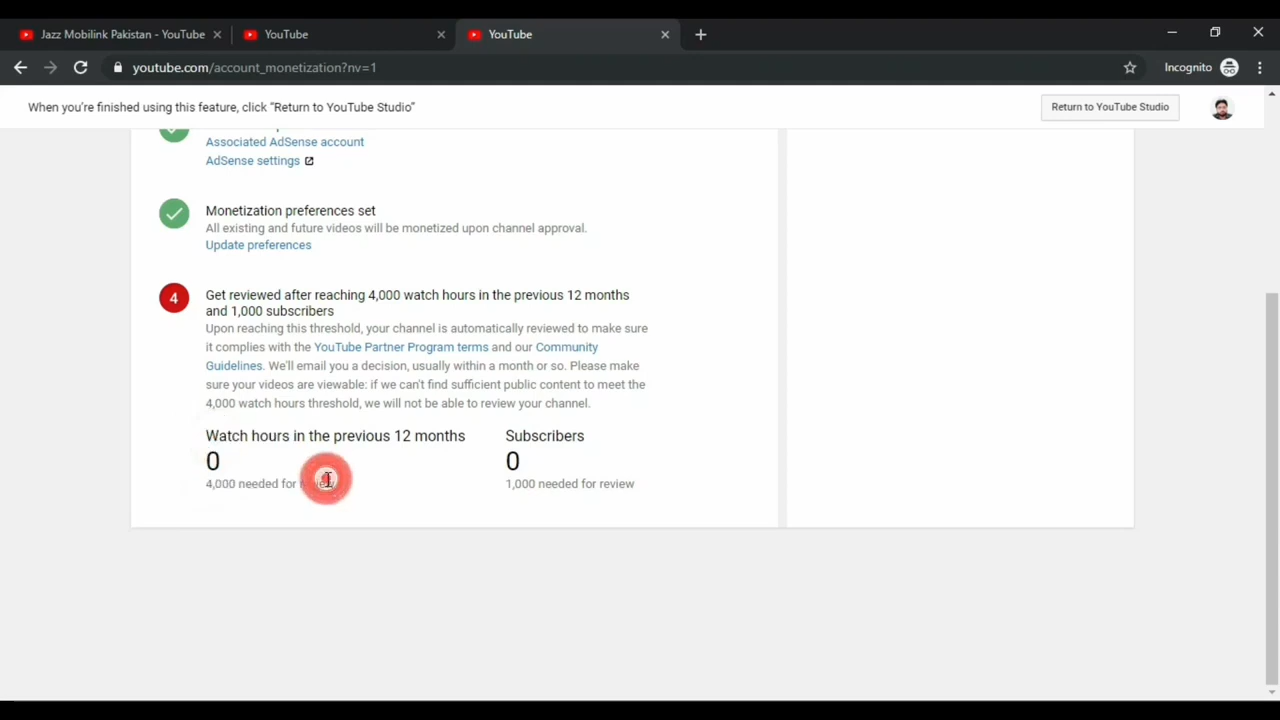 Jazz Mobilink Pakistan - YouTube
YouTube
YouTube
youtube.com/account_monetization?nv=1
Incognito
When you're finished using this feature, click "Return to YouTube Studio"
Return to YouTube Studio
Associated AdSense account
AdSense settings
Monetization preferences set
All existing and future videos will be monetized upon channel approval.
Update preferences
4
Get reviewed after reaching 4,000 watch hours in the previous 12 months
and 1,000 subscribers
Upon reaching this threshold, your channel is automatically reviewed to make sure
it complies with the YouTube Partner Program terms and our Community
Guidelines. We'll email you a decision, usually within a month or so. Please make
sure your videos are viewable: if we can't find sufficient public content to meet the
4,000 watch hours threshold, we will not be able to review your channel.
Watch hours in the previous 12 months
0
4,000 needed for review
Subscribers
0
1,000 needed for review